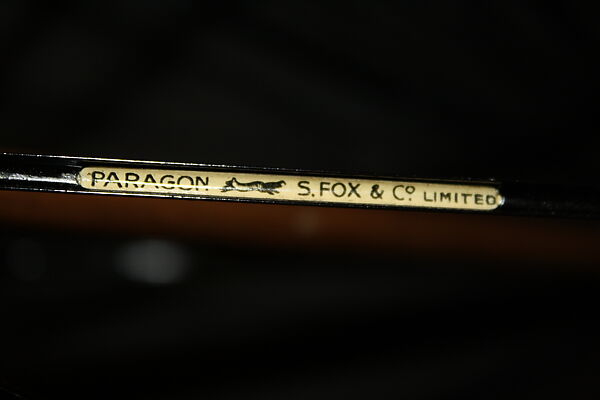 PARAGON S. FOX & Cº LIMITED